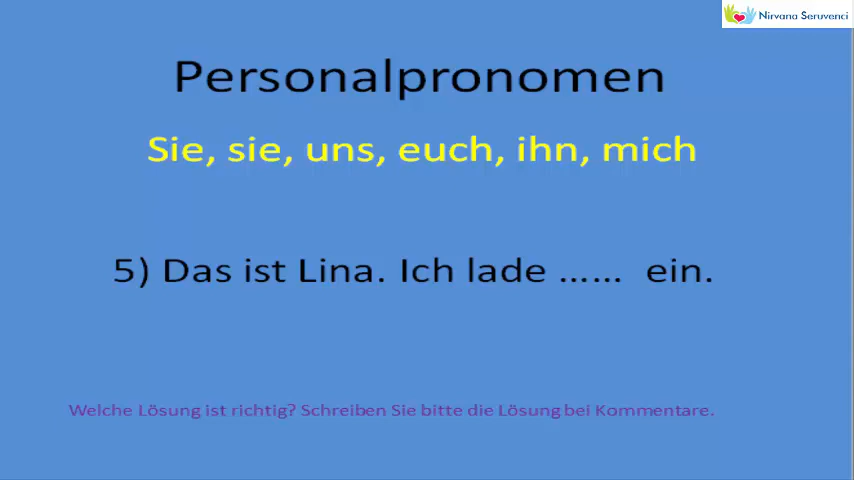 Nirvana Seruvenci
Personalpronomen
Sie, sie, uns, euch, ihn, mich
5) Das ist Lina. Ich lade ...... ein.
Welche Lösung ist richtig? Schreiben Sie bitte die Lösung bei Kommentare.